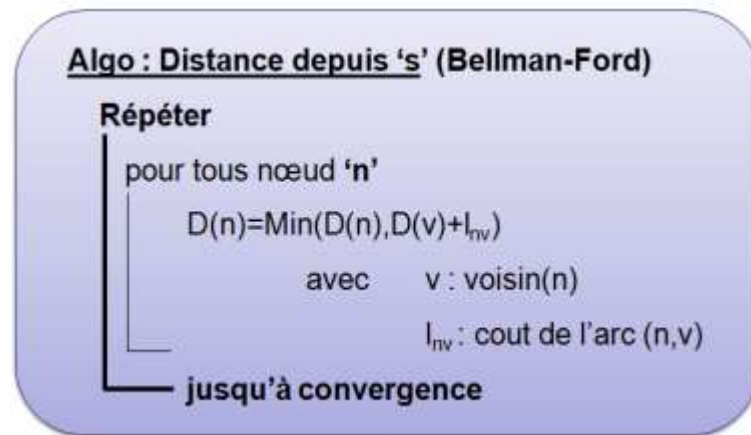 Algo : Distance depuis ‘s’ (Bellman-Ford)
Répéter
pour tous nœud ‘n’
D(n)=Min(D(n),D(v)+lnv)
avec v : voisin(n)
lnv : cout de l’arc (n,v)
jusqu’à convergence